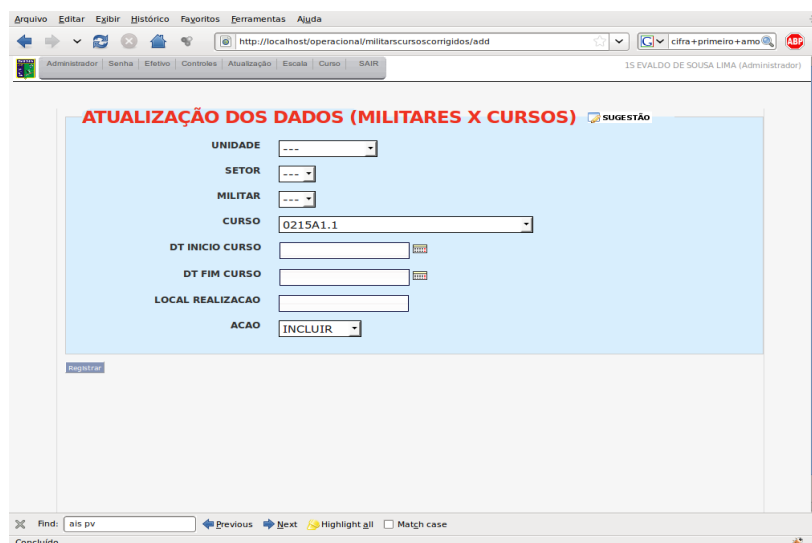 Arquivo Editar Exibir Histórico Favoritos Ferramentas Ajuda
http://localhost/operacional/militarscursoscorrigidos/add
cifra+primeiro+amo
ABP
Administrador Senha Efetivo Controles Atualização Escala Curso SAIR
1S EVALDO DE SOUSA LIMA (Administrador)
ATUALIZAÇÃO DOS DADOS (MILITARES X CURSOS) SUGESTÃO
UNIDADE ---
SETOR ---
MILITAR ---
CURSO 0215A1.1
DT INICIO CURSO
DT FIM CURSO
LOCAL REALIZACAO
ACAO INCLUIR
Registrar
Find: ais pv Previous Next Highlight all Match case
Concluído